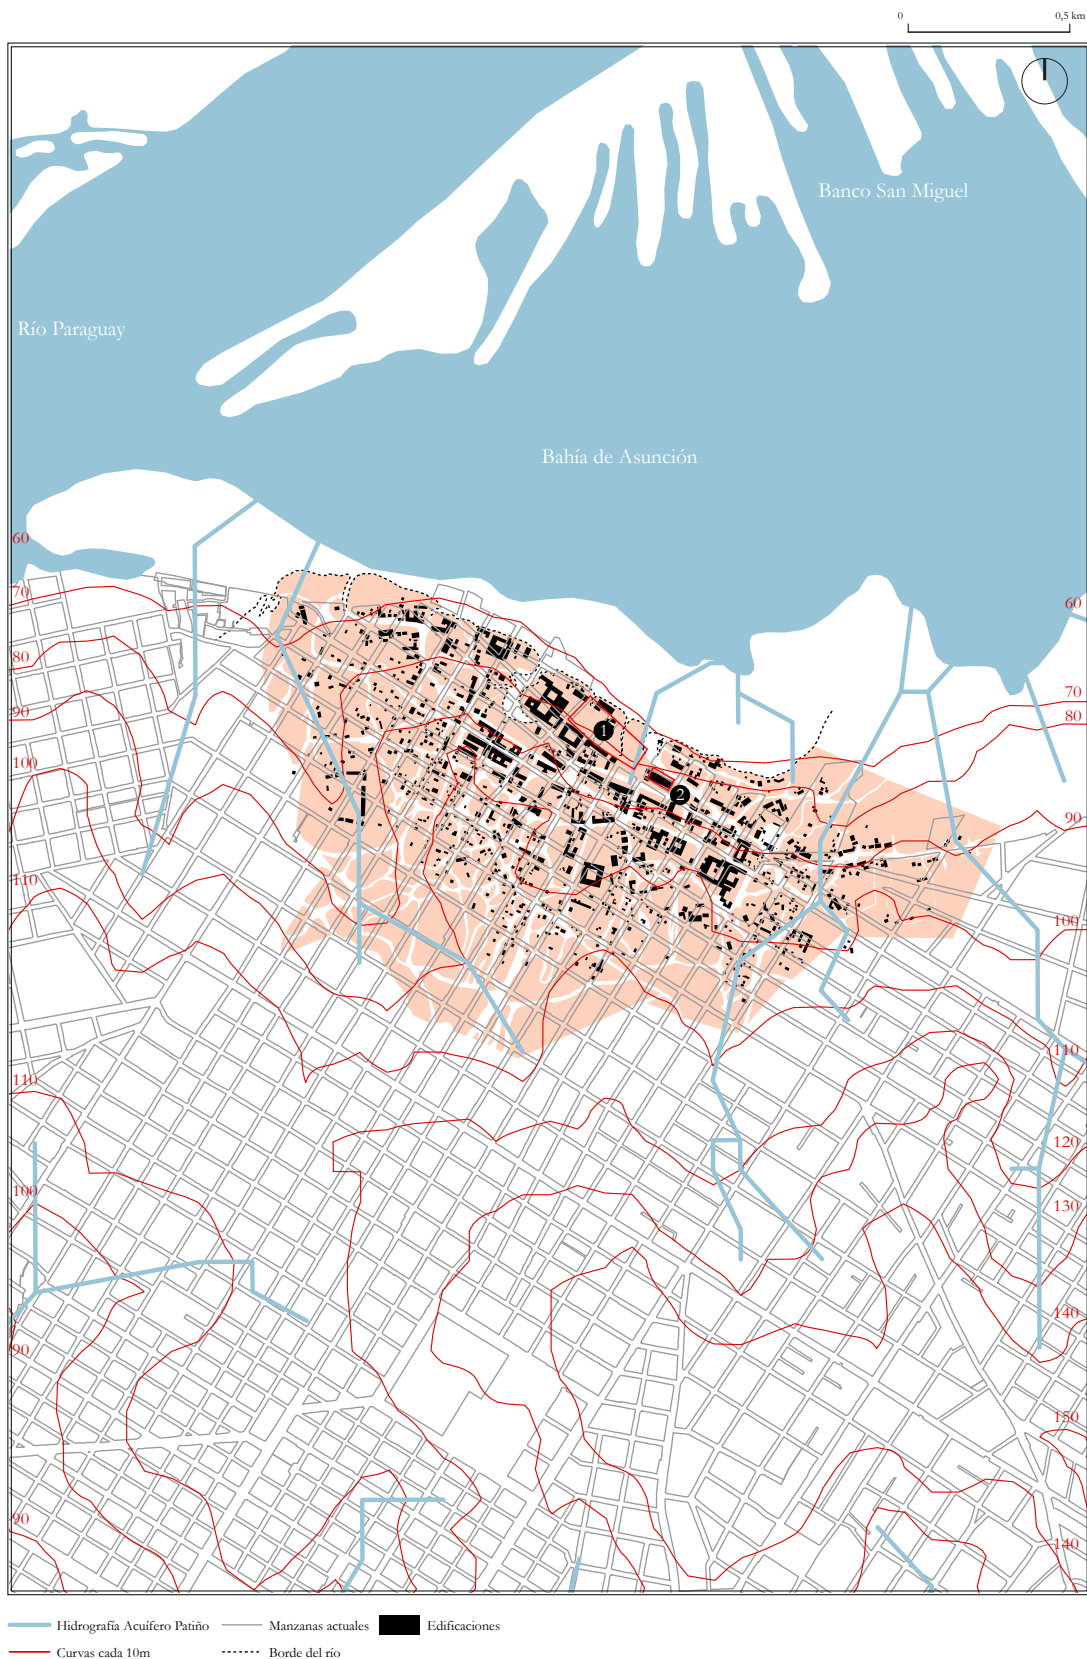 0 0,5 km
Banco San Miguel
Río Paraguay
Bahía de Asunción
60
70
80
90
100
110
110
100
90
90
60
70
80
90
100
110
120
130
140
150
140
1
2
Hidrografía Acuífero Patiño
Manzanas actuales
Edificaciones
Curvas cada 10m
Borde del río